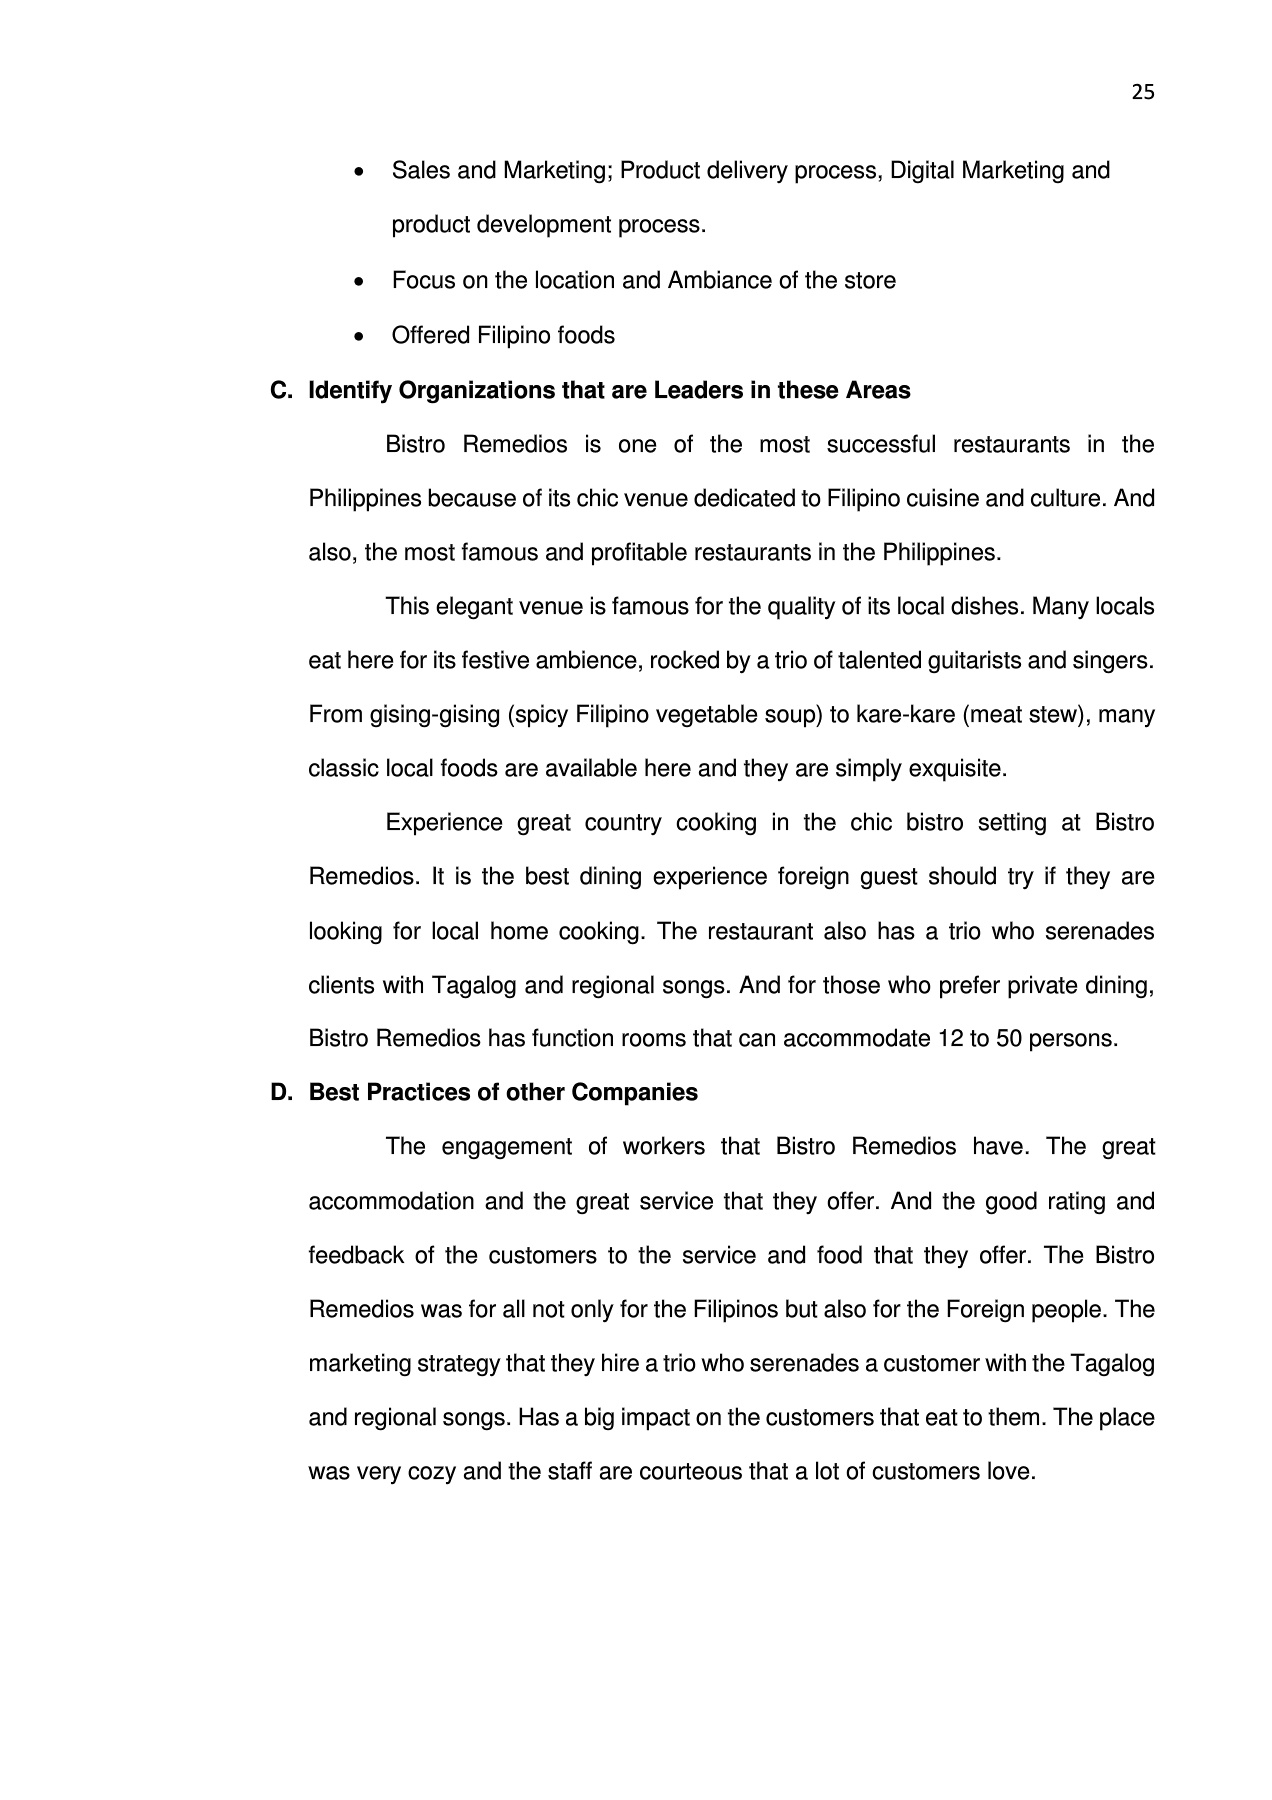 25
• Sales and Marketing; Product delivery process, Digital Marketing and
product development process.
• Focus on the location and Ambiance of the store
• Offered Filipino foods
C. Identify Organizations that are Leaders in these Areas
Bistro Remedios is one of the most successful restaurants in the
Philippines because of its chic venue dedicated to Filipino cuisine and culture. And
also, the most famous and profitable restaurants in the Philippines.
This elegant venue is famous for the quality of its local dishes. Many locals
eat here for its festive ambience, rocked by a trio of talented guitarists and singers.
From gising-gising (spicy Filipino vegetable soup) to kare-kare (meat stew), many
classic local foods are available here and they are simply exquisite.
Experience great country cooking in the chic bistro setting at Bistro
Remedios. It is the best dining experience foreign guest should try if they are
looking for local home cooking. The restaurant also has a trio who serenades
clients with Tagalog and regional songs. And for those who prefer private dining,
Bistro Remedios has function rooms that can accommodate 12 to 50 persons.
D. Best Practices of other Companies
The engagement of workers that Bistro Remedios have. The great
accommodation and the great service that they offer. And the good rating and
feedback of the customers to the service and food that they offer. The Bistro
Remedios was for all not only for the Filipinos but also for the Foreign people. The
marketing strategy that they hire a trio who serenades a customer with the Tagalog
and regional songs. Has a big impact on the customers that eat to them. The place
was very cozy and the staff are courteous that a lot of customers love.